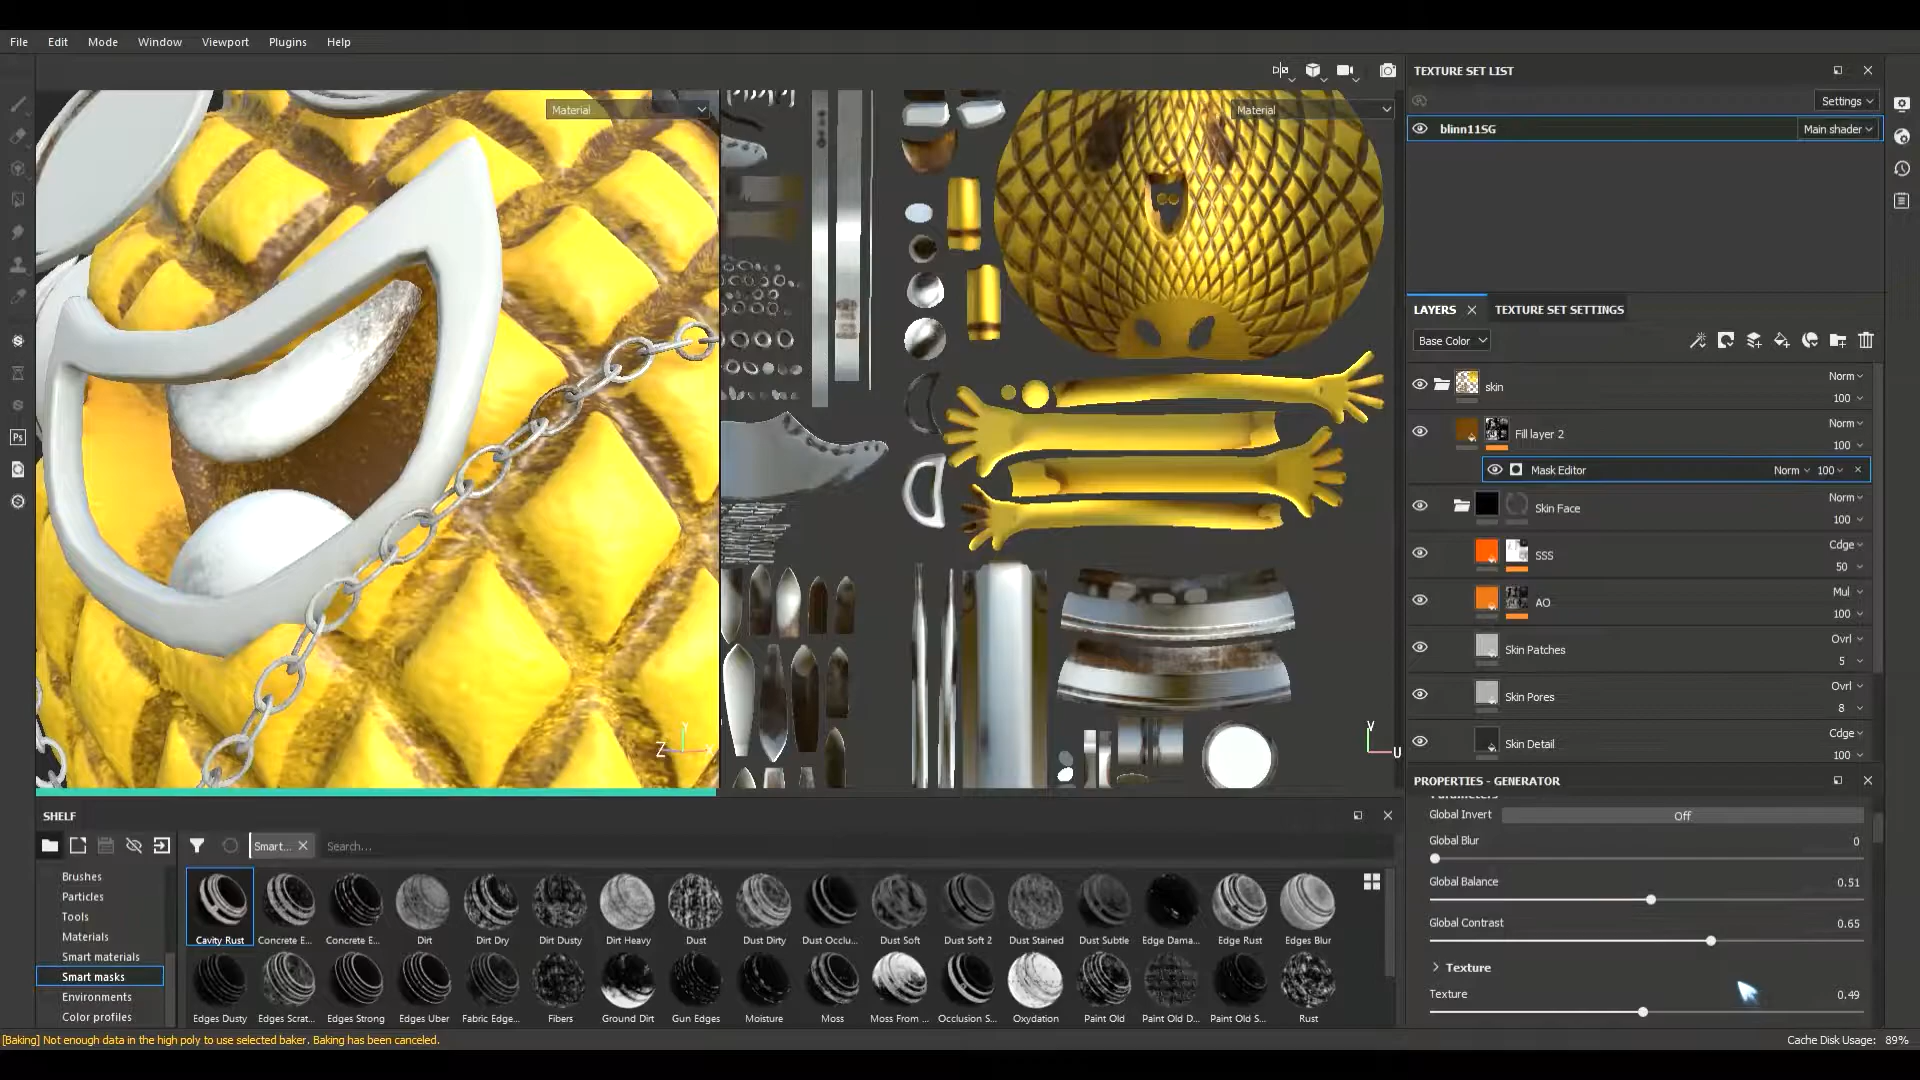 File Edit Mode Window Viewport Plugins Help
Material
Material
TEXTURE SET LIST
Settings
blinn11SG Main shader
LAYERS TEXTURE SET SETTINGS
Base Color
skin Norm 100
Fill layer 2 Norm 100
Mask Editor Norm 100
Skin Face Norm 100
SSS Cdge 50
AO Mul 100
Skin Patches Ovrl 5
Skin Pores Ovrl 8
Skin Detail Cdge 100
Z Y
V U
PROPERTIES - GENERATOR
Parameters
Global Invert Off
Global Blur 0
Global Balance 0.51
Global Contrast 0.65
Texture
Texture 0.49
SHELF
Smart... Search...
Brushes
Particles
Tools
Materials
Smart materials
Smart masks
Environments
Color profiles
Ps
Cavity Rust Concrete E... Concrete E... Dirt Dirt Dry Dirt Dusty Dirt Heavy Dust Dust Dirty Dust Occlu... Dust Soft Dust Soft 2 Dust Stained Dust Subtle Edge Dama... Edge Rust Edges Blur
Edges Dusty Edges Scrat... Edges Strong Edges Uber Fabric Edge... Fibers Ground Dirt Gun Edges Moisture Moss Moss From ... Occlusion S... Oxydation Paint Old Paint Old D... Paint Old S... Rust
[Baking] Not enough data in the high poly to use selected baker. Baking has been canceled.
Cache Disk Usage: 89%